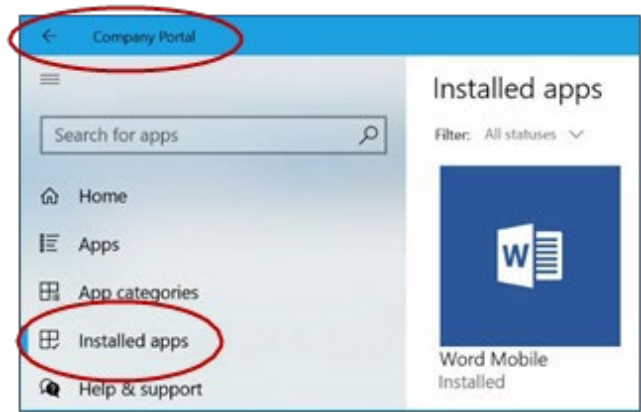 Company Portal
Installed apps
Search for apps
Filter: All statuses
Home
Apps
W
App categories
Installed apps
Word Mobile
Installed
Help & support